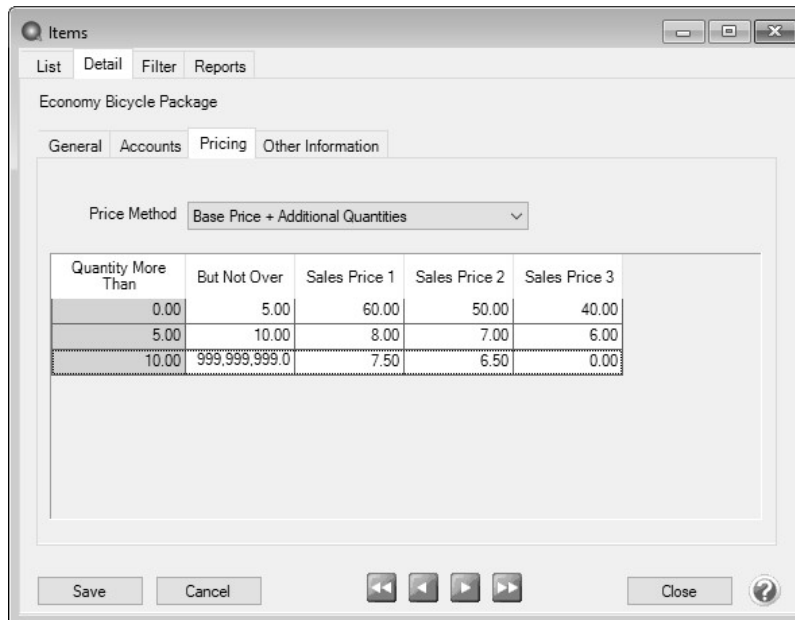 Items
List Detail Filter Reports
Economy Bicycle Package
General Accounts Pricing Other Information
Price Method Base Price + Additional Quantities
Quantity More Than But Not Over Sales Price 1 Sales Price 2 Sales Price 3
0.00 5.00 60.00 50.00 40.00
5.00 10.00 8.00 7.00 6.00
10.00 999,999,999.0 7.50 6.50 0.00
Save Cancel Close ?